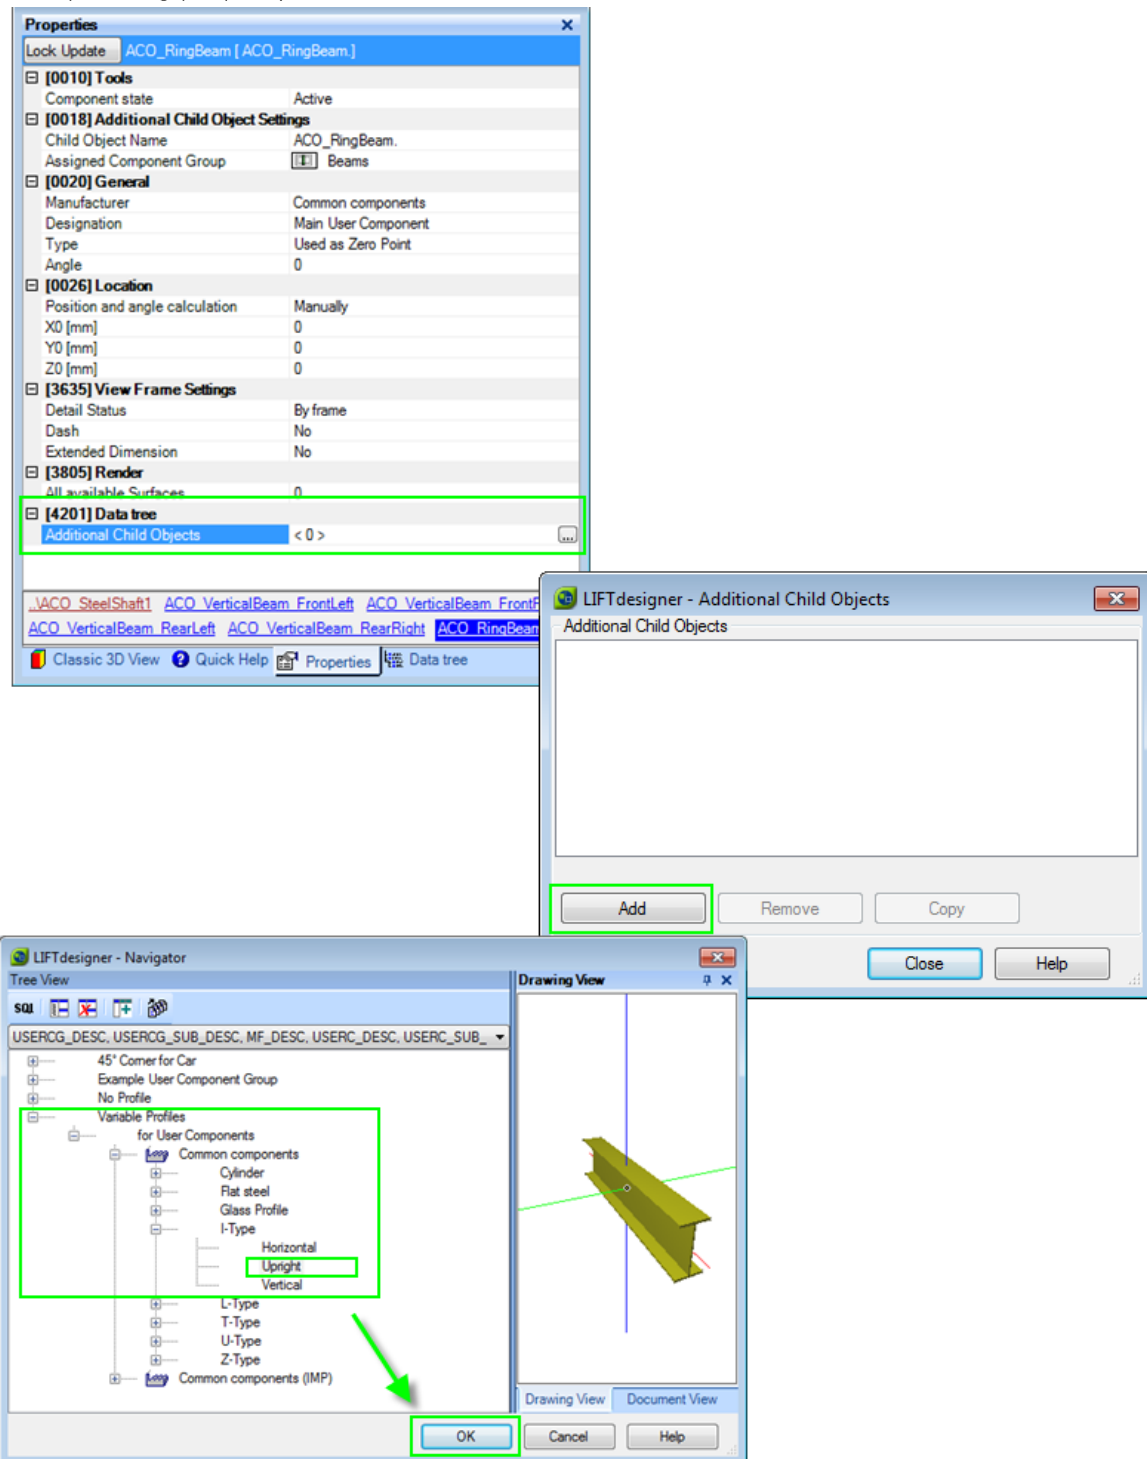 Properties
Lock Update ACO_RingBeam [ ACO_RingBeam.]
[0010] Tools
Component state Active
[0018] Additional Child Object Settings
Child Object Name ACO_RingBeam.
Assigned Component Group Beams
[0020] General
Manufacturer Common components
Designation Main User Component
Type Used as Zero Point
Angle 0
[0026] Location
Position and angle calculation Manually
X0 [mm] 0
Y0 [mm] 0
Z0 [mm] 0
[3635] View Frame Settings
Detail Status By frame
Dash No
Extended Dimension No
[3805] Render
All available Surfaces 0
[4201] Data tree
Additional Child Objects < 0 > ...
..\ACO_SteelShaft1 ACO_VerticalBeam_FrontLeft ACO_VerticalBeam_FrontF
ACO_VerticalBeam_RearLeft ACO_VerticalBeam_RearRight ACO_RingBeam
Classic 3D View Quick Help Properties Data tree
LIFTdesigner - Additional Child Objects
Additional Child Objects
Add Remove Copy
Close Help
LIFTdesigner - Navigator
Tree View
SQL
USERCG_DESC, USERCG_SUB_DESC, MF_DESC, USERC_DESC, USERC_SUB_
45° Corner for Car
Example User Component Group
No Profile
Variable Profiles
for User Components
Common components
Cylinder
Flat steel
Glass Profile
I-Type
Horizontal
Upright
Vertical
L-Type
T-Type
U-Type
Z-Type
Common components (IMP)
Drawing View
Drawing View Document View
OK Cancel Help